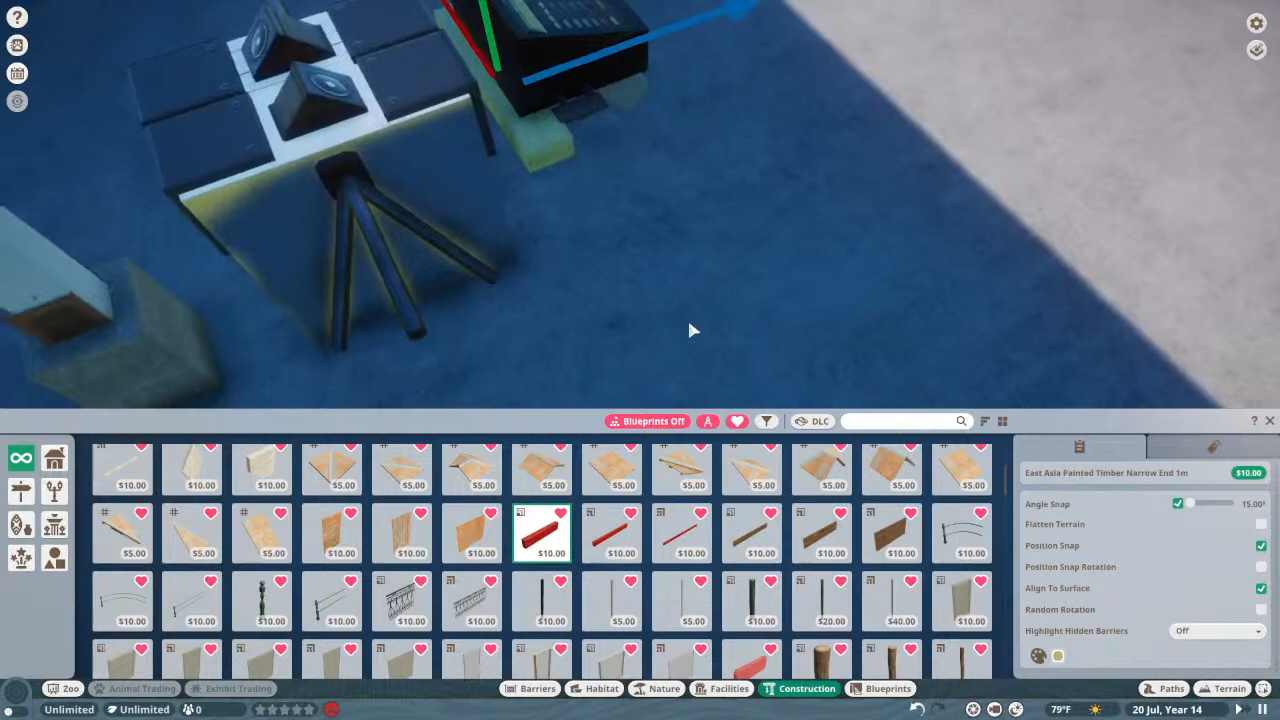 ?
Blueprints Off
DLC
?
$10.00 $10.00 $10.00 $5.00 $5.00 $5.00 $5.00 $5.00 $5.00 $5.00 $5.00 $5.00 $5.00
$5.00 $5.00 $5.00 $10.00 $10.00 $10.00 $10.00 $10.00 $10.00 $10.00 $10.00 $10.00 $10.00
$10.00 $10.00 $10.00 $10.00 $10.00 $10.00 $10.00 $5.00 $5.00 $10.00 $20.00 $40.00 $10.00
East Asia Painted Timber Narrow End 1m $10.00
Angle Snap 15.00°
Flatten Terrain
Position Snap
Position Snap Rotation
Align To Surface
Random Rotation
Highlight Hidden Barriers Off
Zoo Animal Trading Exhibit Trading Barriers Habitat Nature Facilities Construction Blueprints Paths Terrain
Unlimited Unlimited 0 79°F 20 Jul, Year 14